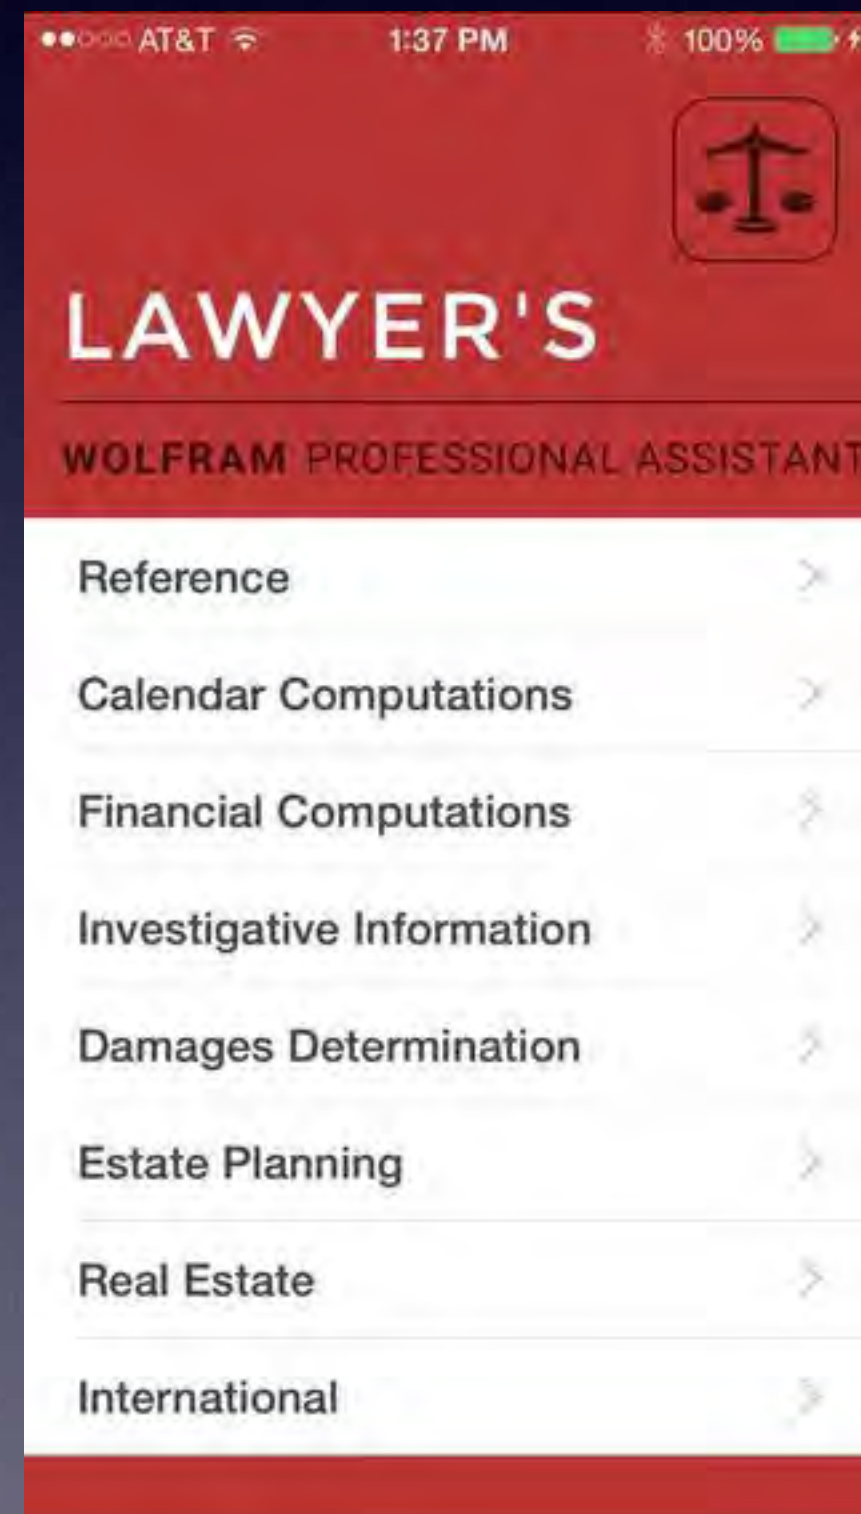 AT&T 1:37 PM 100%
LAWYER'S
WOLFRAM PROFESSIONAL ASSISTANT
Reference
Calendar Computations
Financial Computations
Investigative Information
Damages Determination
Estate Planning
Real Estate
International